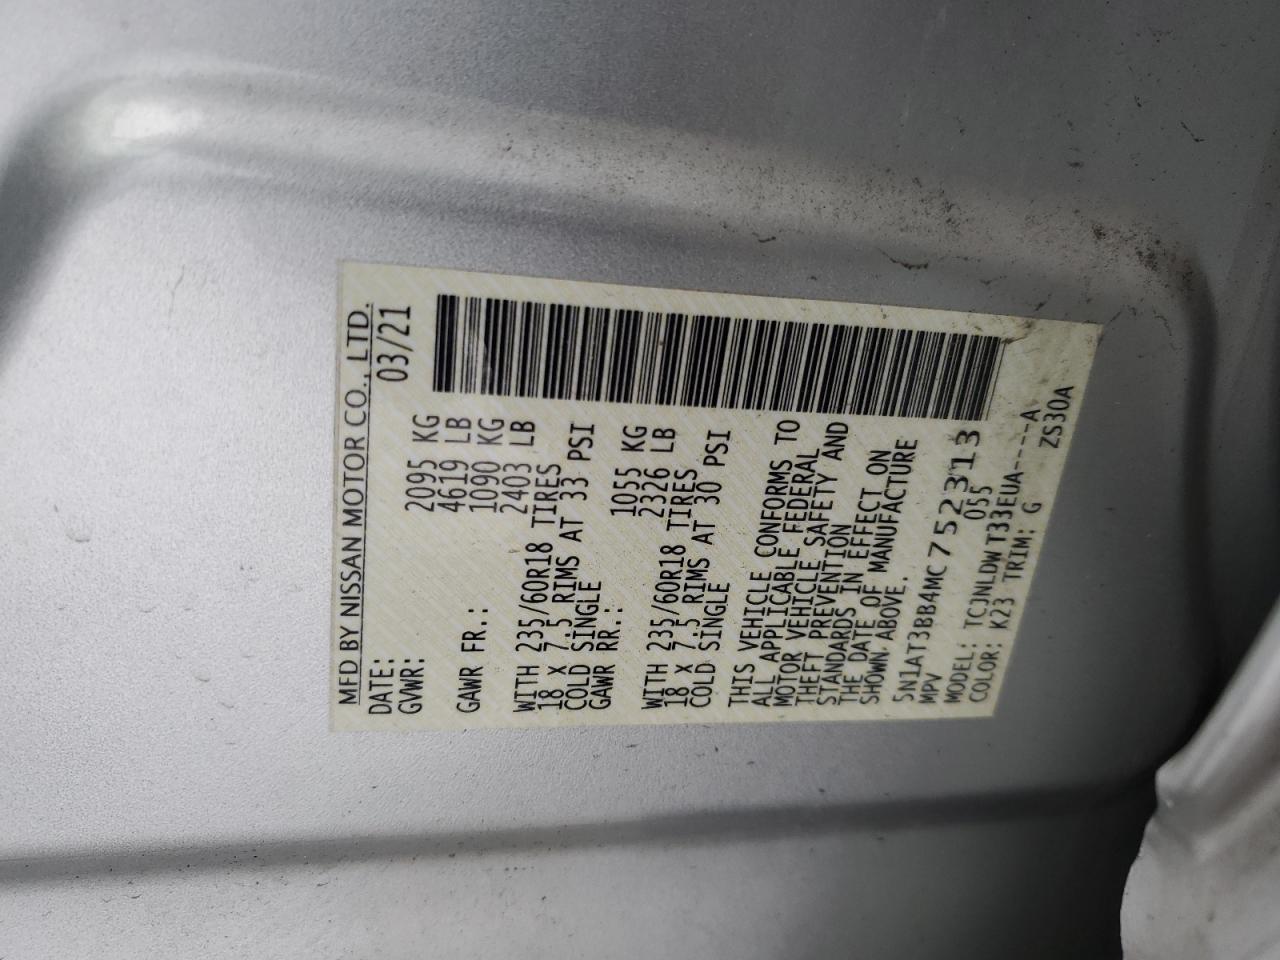 MFD BY NISSAN MOTOR CO., LTD.
DATE: 03/21
GVWR: 2095 KG
4619 LB
GAWR FR.: 1090 KG
2403 LB
WITH 235/60R18 TIRES
18 X 7.5 RIMS AT 33 PSI
COLD SINGLE
GAWR RR.: 1055 KG
2326 LB
WITH 235/60R18 TIRES
18 X 7.5 RIMS AT 30 PSI
COLD SINGLE
THIS VEHICLE CONFORMS TO
ALL APPLICABLE FEDERAL
MOTOR VEHICLE SAFETY AND
THEFT PREVENTION
STANDARDS IN EFFECT ON
THE DATE OF MANUFACTURE
SHOWN ABOVE.
5N1AT3BB4MC752313
MPV 055
MODEL: TCJNLDWT33EUA-----A
COLOR: K23 TRIM: G ZS30A